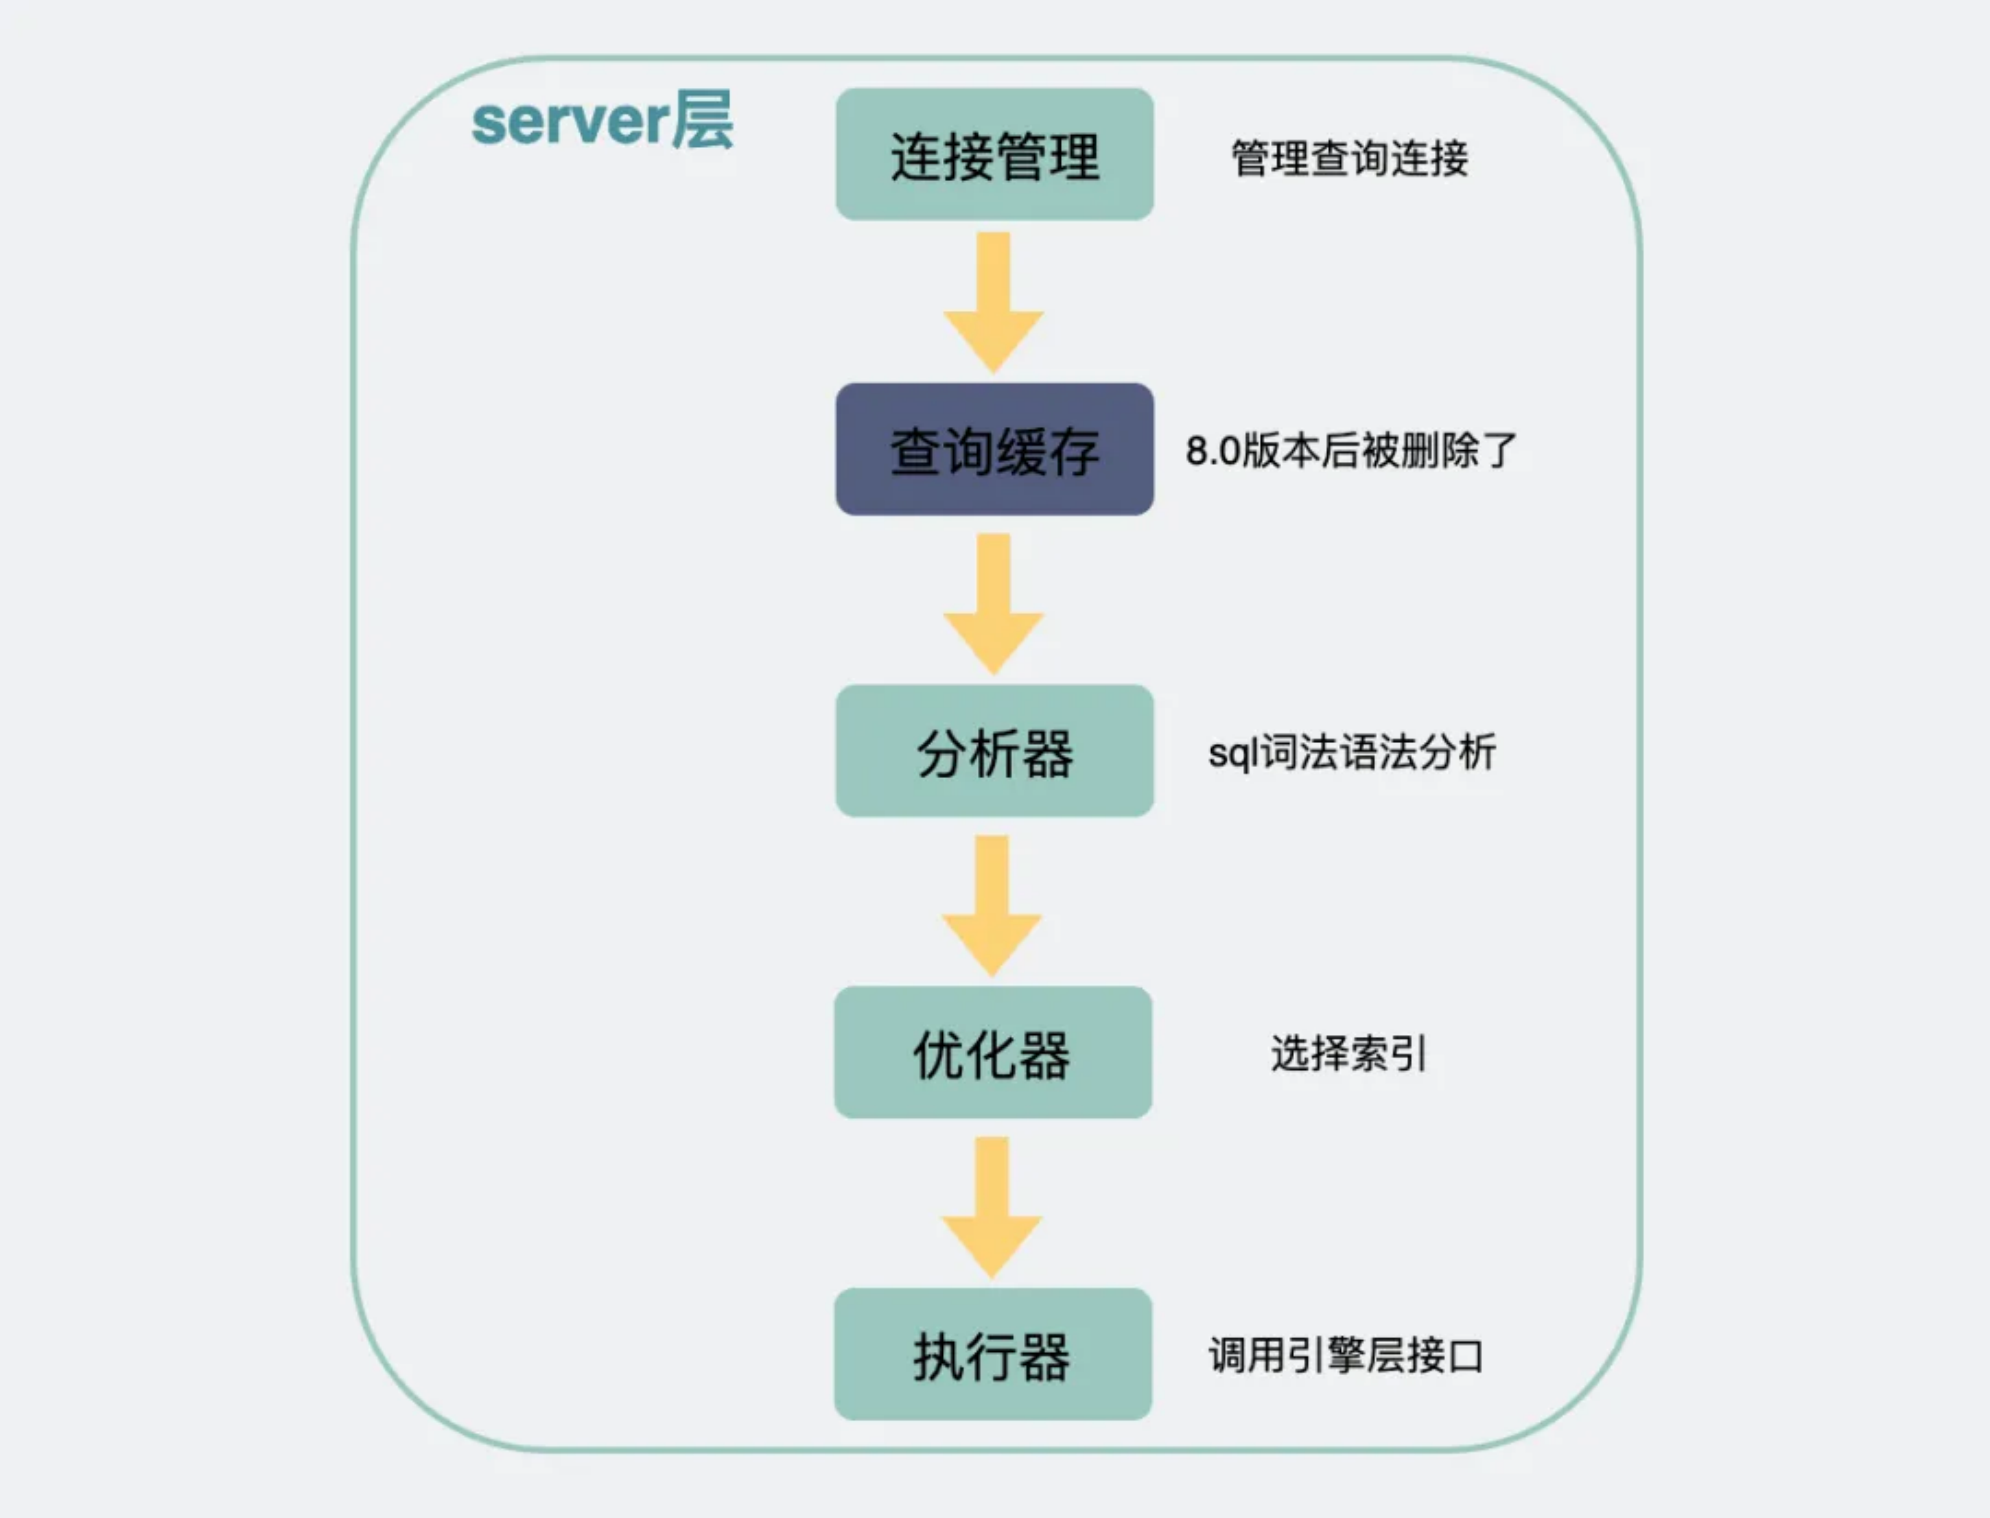 server层
连接管理
管理查询连接
查询缓存
8.0版本后被删除了
分析器
sql词法语法分析
优化器
选择索引
执行器
调用引擎层接口